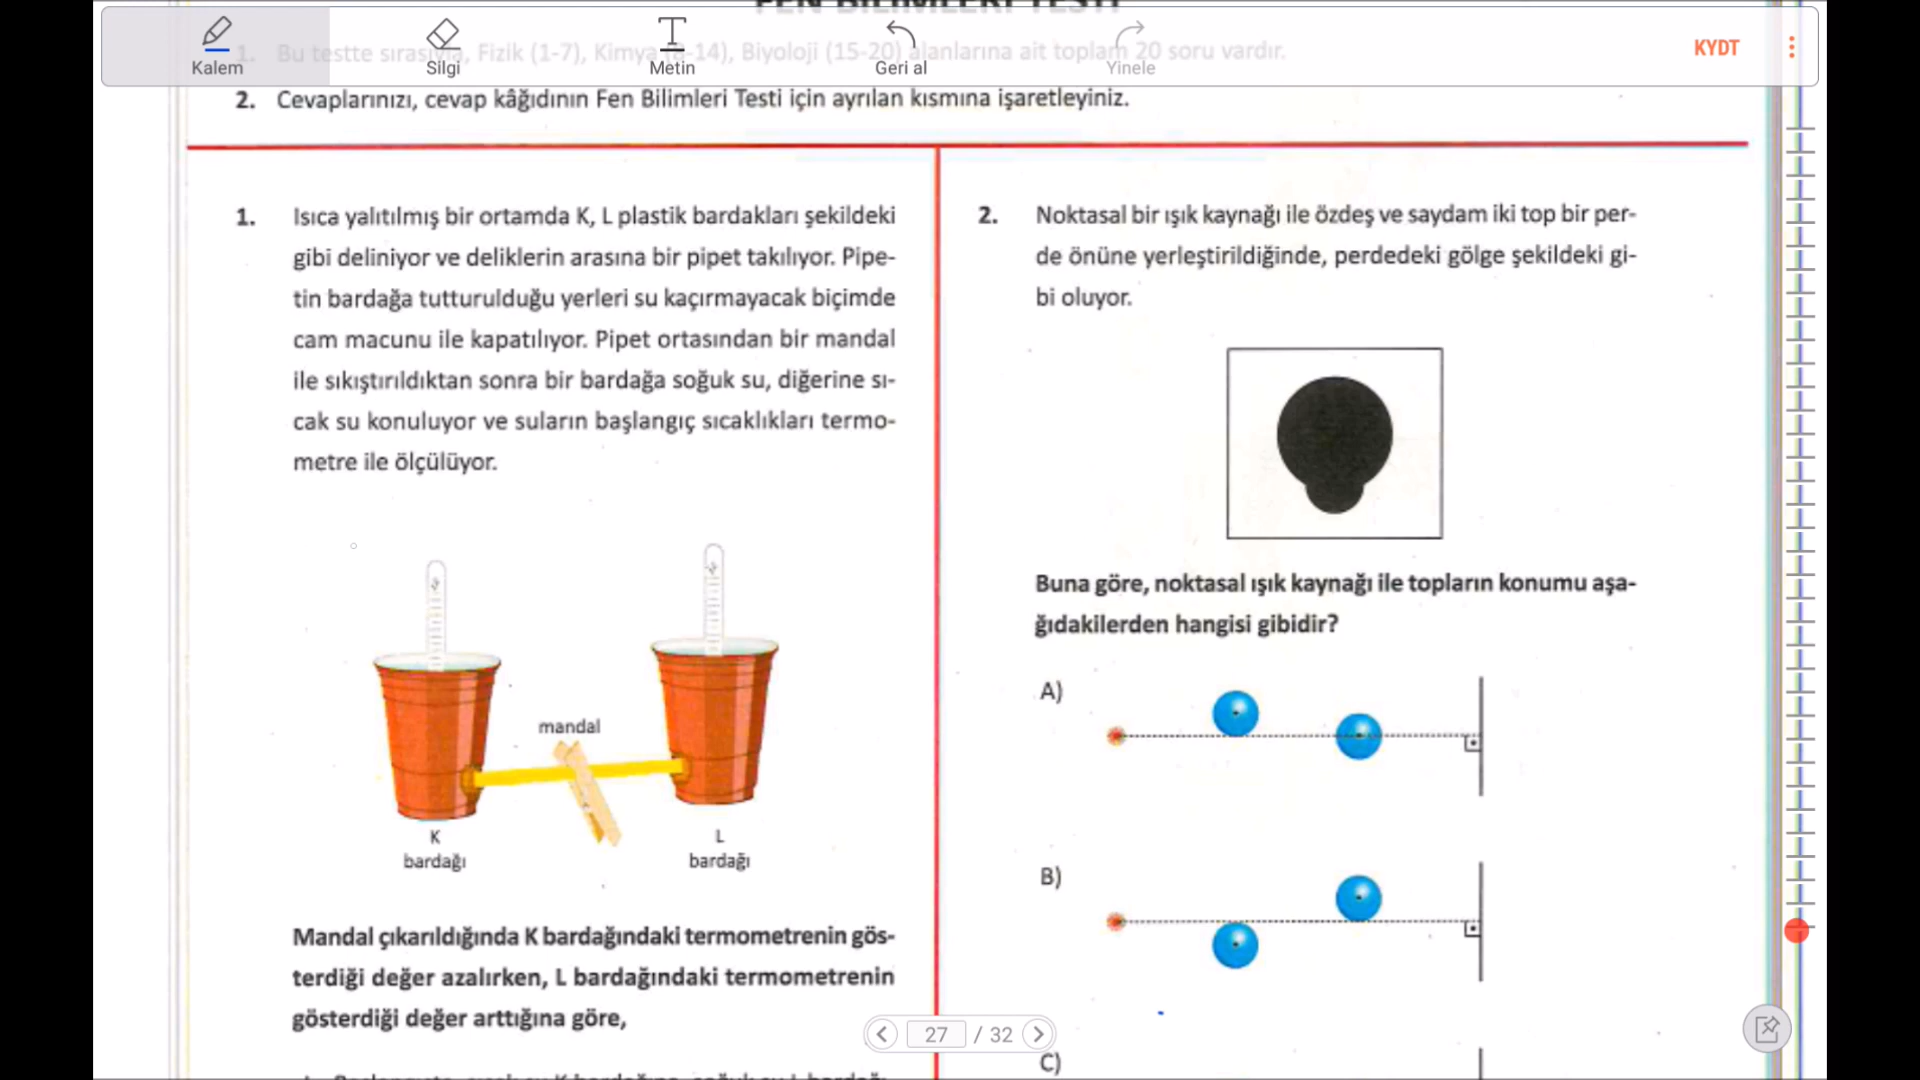 FEN BİLİMLERİ TESTİ
Kalem
Silgi
Metin
Geri al
Yinele
KYDT
1. Bu testte sırasıyla, Fizik (1-7), Kimya (8-14), Biyoloji (15-20) alanlarına ait toplam 20 soru vardır.
2. Cevaplarınızı, cevap kâğıdının Fen Bilimleri Testi için ayrılan kısmına işaretleyiniz.
1. Isıca yalıtılmış bir ortamda K, L plastik bardakları şekildeki
gibi deliniyor ve deliklerin arasına bir pipet takılıyor. Pipe-
tin bardağa tutturulduğu yerleri su kaçırmayacak biçimde
cam macunu ile kapatılıyor. Pipet ortasından bir mandal
ile sıkıştırıldıktan sonra bir bardağa soğuk su, diğerine sı-
cak su konuluyor ve suların başlangıç sıcaklıkları termo-
metre ile ölçülüyor.
mandal
K
bardağı
L
bardağı
Mandal çıkarıldığında K bardağındaki termometrenin gös-
terdiği değer azalırken, L bardağındaki termometrenin
gösterdiği değer arttığına göre,
2. Noktasal bir ışık kaynağı ile özdeş ve saydam iki top bir per-
de önüne yerleştirildiğinde, perdedeki gölge şekildeki gi-
bi oluyor.
Buna göre, noktasal ışık kaynağı ile topların konumu aşa-
ğıdakilerden hangisi gibidir?
A)
B)
C)
27 / 32